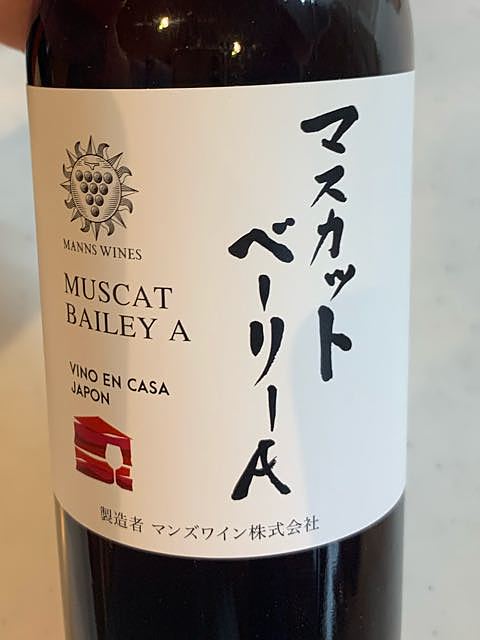 マスカット
ベーリーA
MANNS WINES
MUSCAT
BAILEY A
VINO EN CASA
JAPON
製造者 マンズワイン株式会社